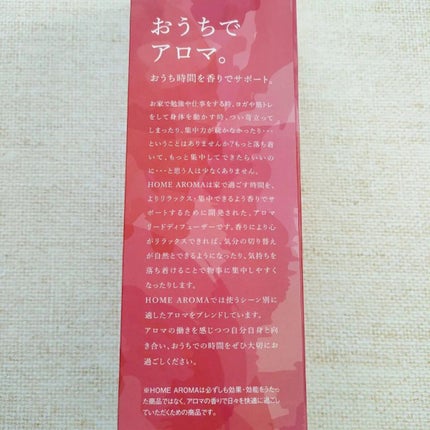 おうちで
アロマ。
おうち時間を香りでサポート。
お家で勉強や仕事をする時、ヨガや筋トレ
をして身体を動かす時、つい苛立って
しまったり、集中力が続かなかったり・・・
ということはありませんか?もっと落ち着
いて、もっと集中してできたらいいの
に・・・と思う人は少なくありません。
HOME AROMAは家で過ごす時間を、
よりリラックス・集中できるよう香りでサ
ポートするために開発された、アロマ
リードディフューザーです。香りにより心
がリラックスできれば、気分の切り替え
が自然とできるようになったり、気持ちを
落ち着けることで物事に集中しやすく
なったりします。
HOME AROMAでは使うシーン別に
適したアロマをブレンドしています。
アロマの働きを感じつつ自分自身と向
き合い、おうちでの時間をぜひ大切にお
過ごしください。
※HOME AROMAは必ずしも効果・効能をうたっ
た商品ではなく、アロマの香りで日々を快適に過ごし
ていただくための商品です。